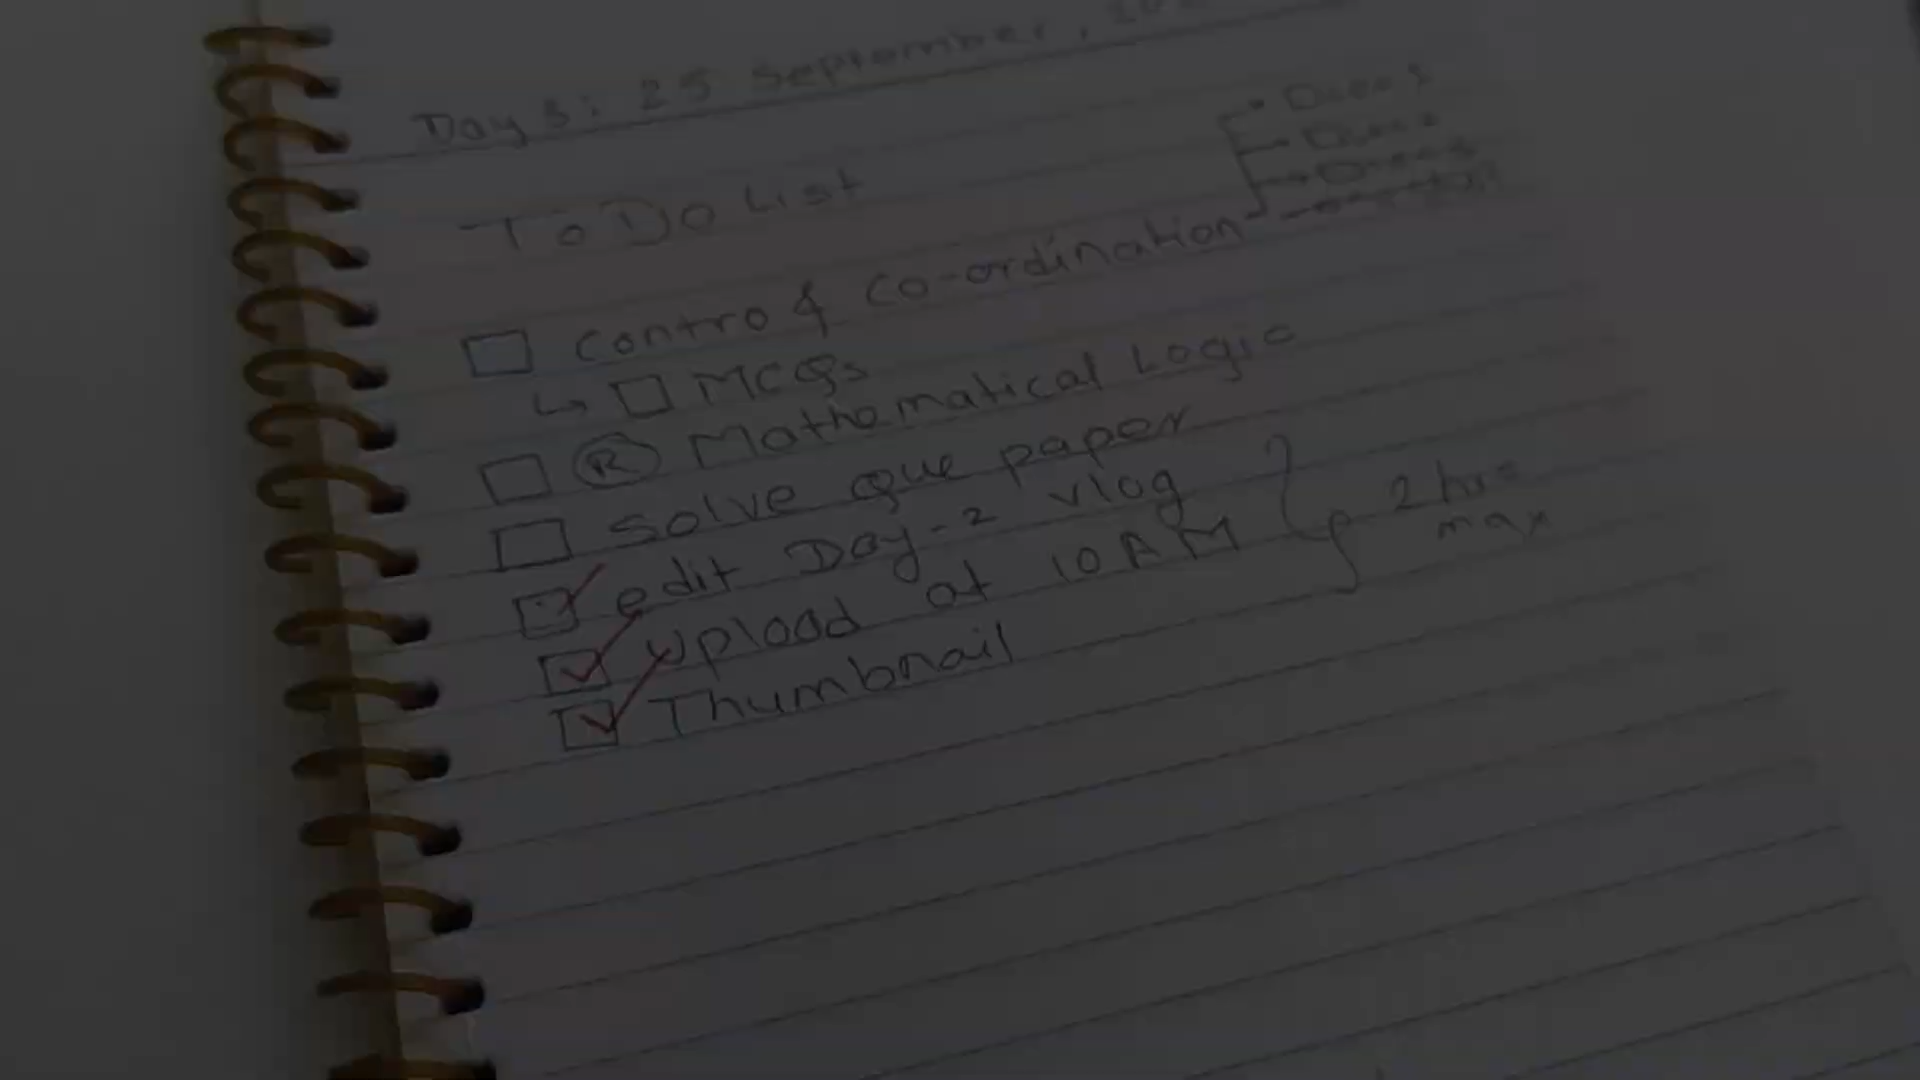 Day 3: 25 September,
To Do List
Contro & Co-ordination
↳ MCQs
R Mathematical Logic
Solve que paper
edit Day-2 vlog
2 hrs
max
Upload at 10 AM
Thumbnail